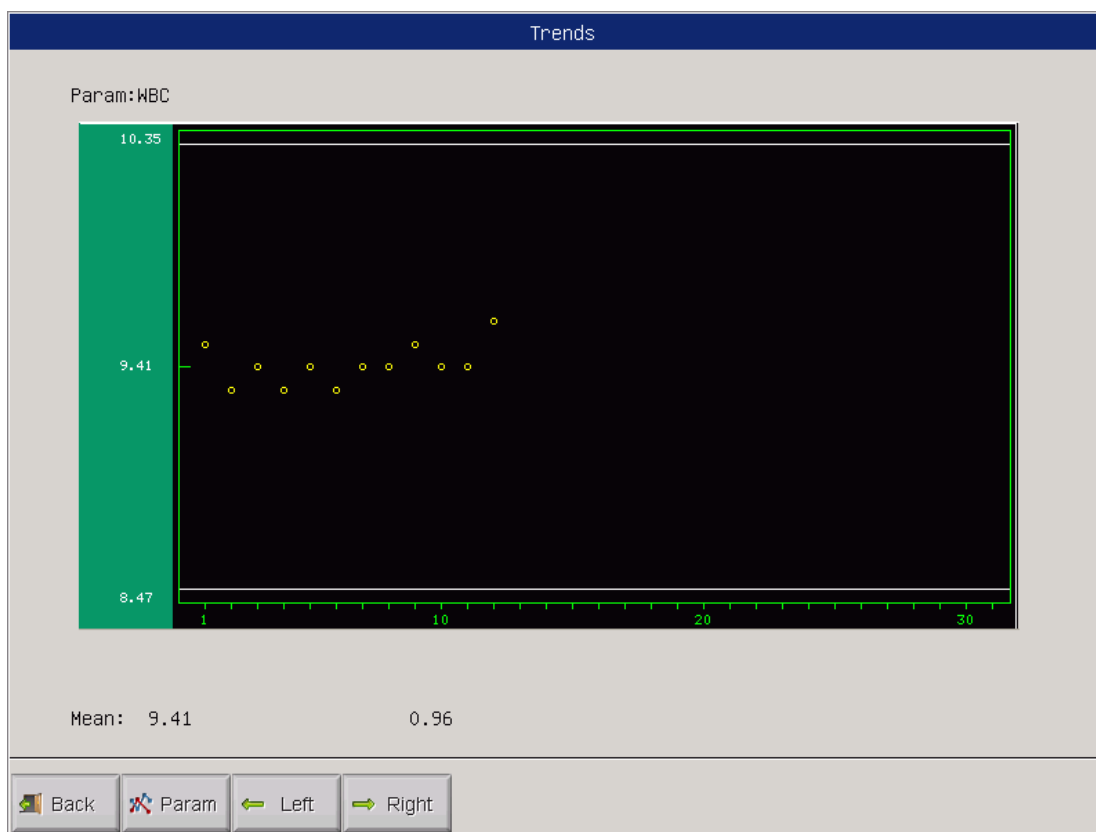 Trends
Param:WBC
10.35
9.41
8.47
1 10 20 30
Mean: 9.41 0.96
Back Param Left Right